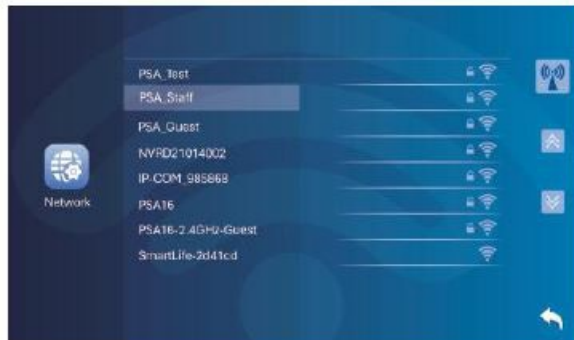 PSA_Test
PSA_Staff
PSA_Guest
NVRD21014002
IP-COM_985868
Network
PSA16
PSA16-2.4GHz-Guest
SmartLife-2d41cd